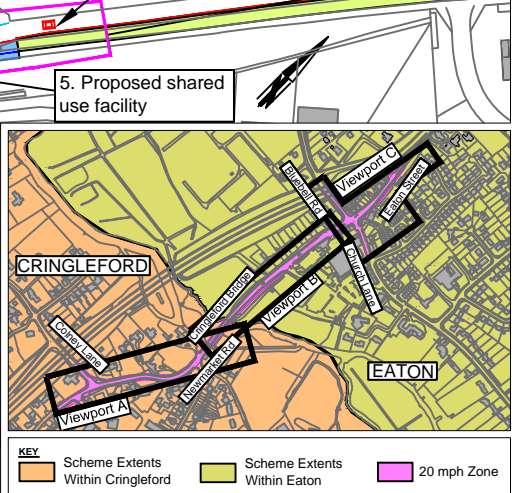 5. Proposed shared
use facility
Viewport C
Bluebell Rd
Eaton Street
CRINGLEFORD
Cringleford Bridge
Viewport B
Church Lane
Colney Lane
Newmarket Rd
EATON
Viewport A
KEY
Scheme Extents
Within Cringleford
Scheme Extents
Within Eaton
20 mph Zone